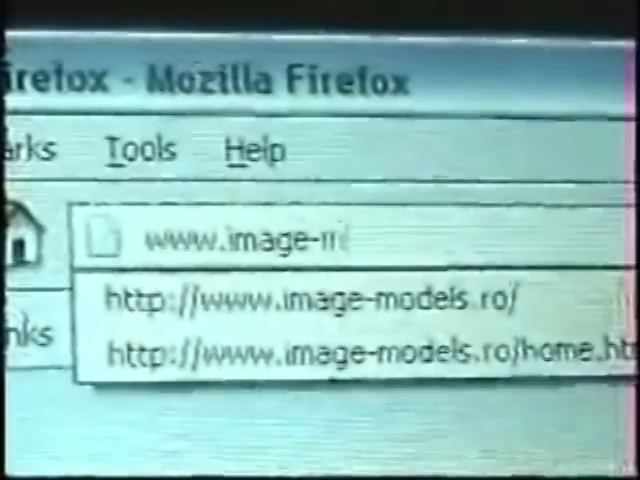 irefox - Mozilla Firefox
arks Tools Help
www.image-m
http://www.image-models.ro/
nks
http://www.image-models.ro/home.ht